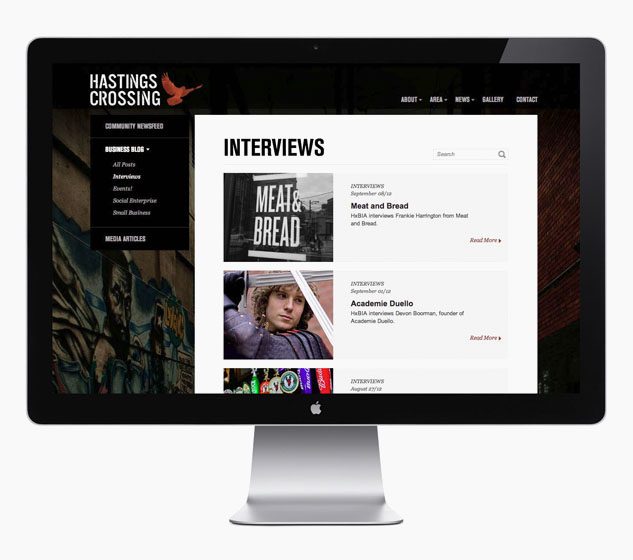 HASTINGS
CROSSING
ABOUT AREA NEWS GALLERY CONTACT
COMMUNITY NEWSFEED
BUSINESS BLOG
All Posts
Interviews
Events!
Social Enterprise
Small Business
MEDIA ARTICLES
INTERVIEWS
Search
MEAT&
BREAD
INTERVIEWS
September 08/12
Meat and Bread
HxBIA interviews Frankie Harrington from Meat
and Bread.
Read More
INTERVIEWS
September 01/12
Academie Duello
HxBIA interviews Devon Boorman, founder of
Academie Duello.
Read More
INTERVIEWS
August 27/12